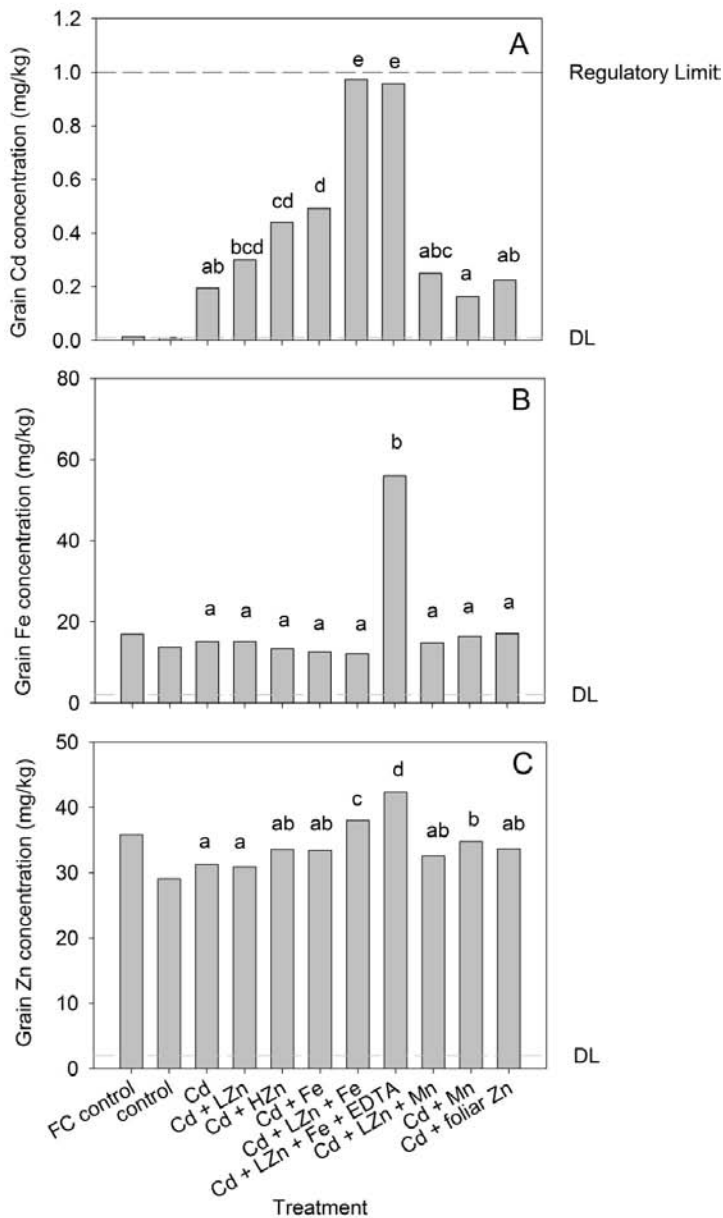 A
Grain Cd concentration (mg/kg)
1.2
1.0
0.8
0.6
0.4
0.2
0.0
ab
bcd
cd
d
e
e
abc
a
ab
Regulatory Limit
DL
B
Grain Fe concentration (mg/kg)
80
60
40
20
0
a
a
a
a
a
b
a
a
a
DL
C
Grain Zn concentration (mg/kg)
50
40
30
20
10
0
a
a
ab
ab
c
d
ab
b
ab
DL
FC control
control
Cd
Cd + LZn
Cd + HZn
Cd + Fe
Cd + LZn + Fe
Cd + LZn + Fe + EDTA
Cd + LZn + Mn
Cd + Mn
Cd + foliar Zn
Treatment